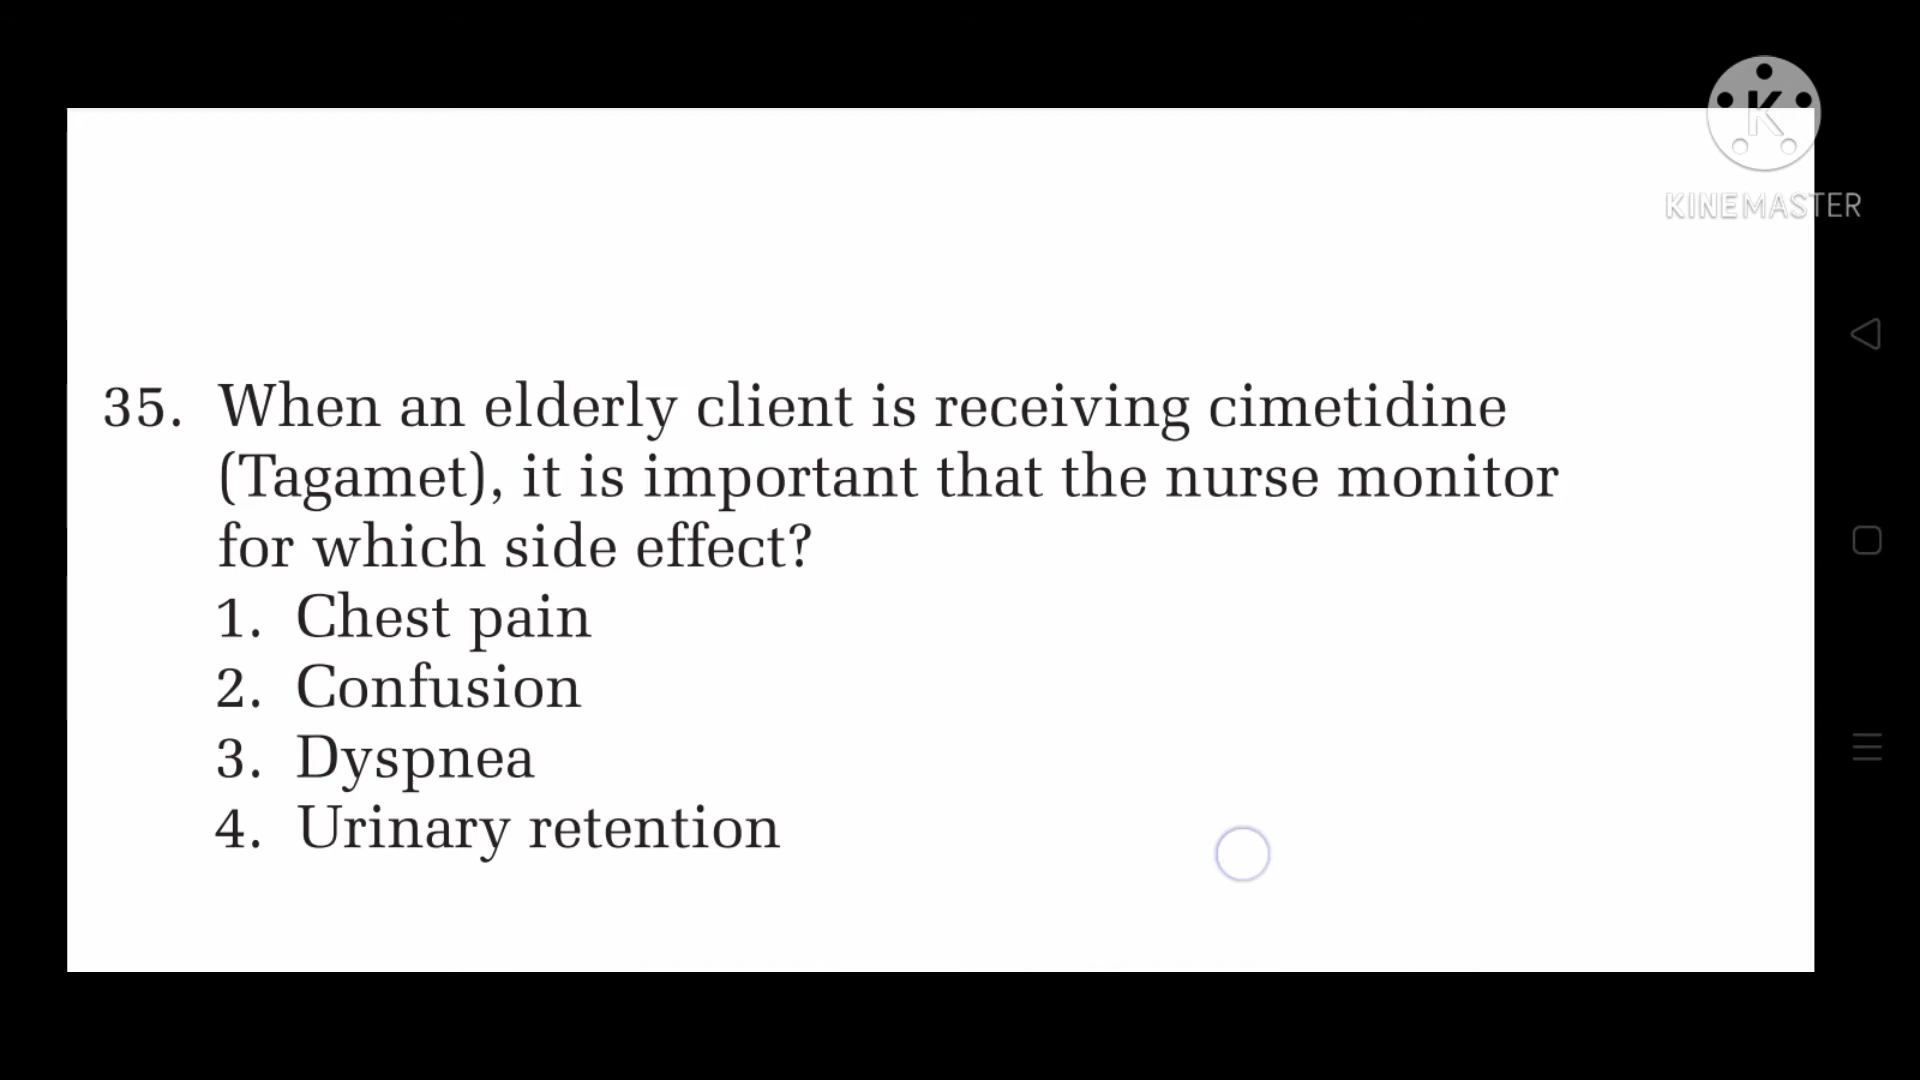 K
KINEMASTER
35. When an elderly client is receiving cimetidine
(Tagamet), it is important that the nurse monitor
for which side effect?
1. Chest pain
2. Confusion
3. Dyspnea
4. Urinary retention